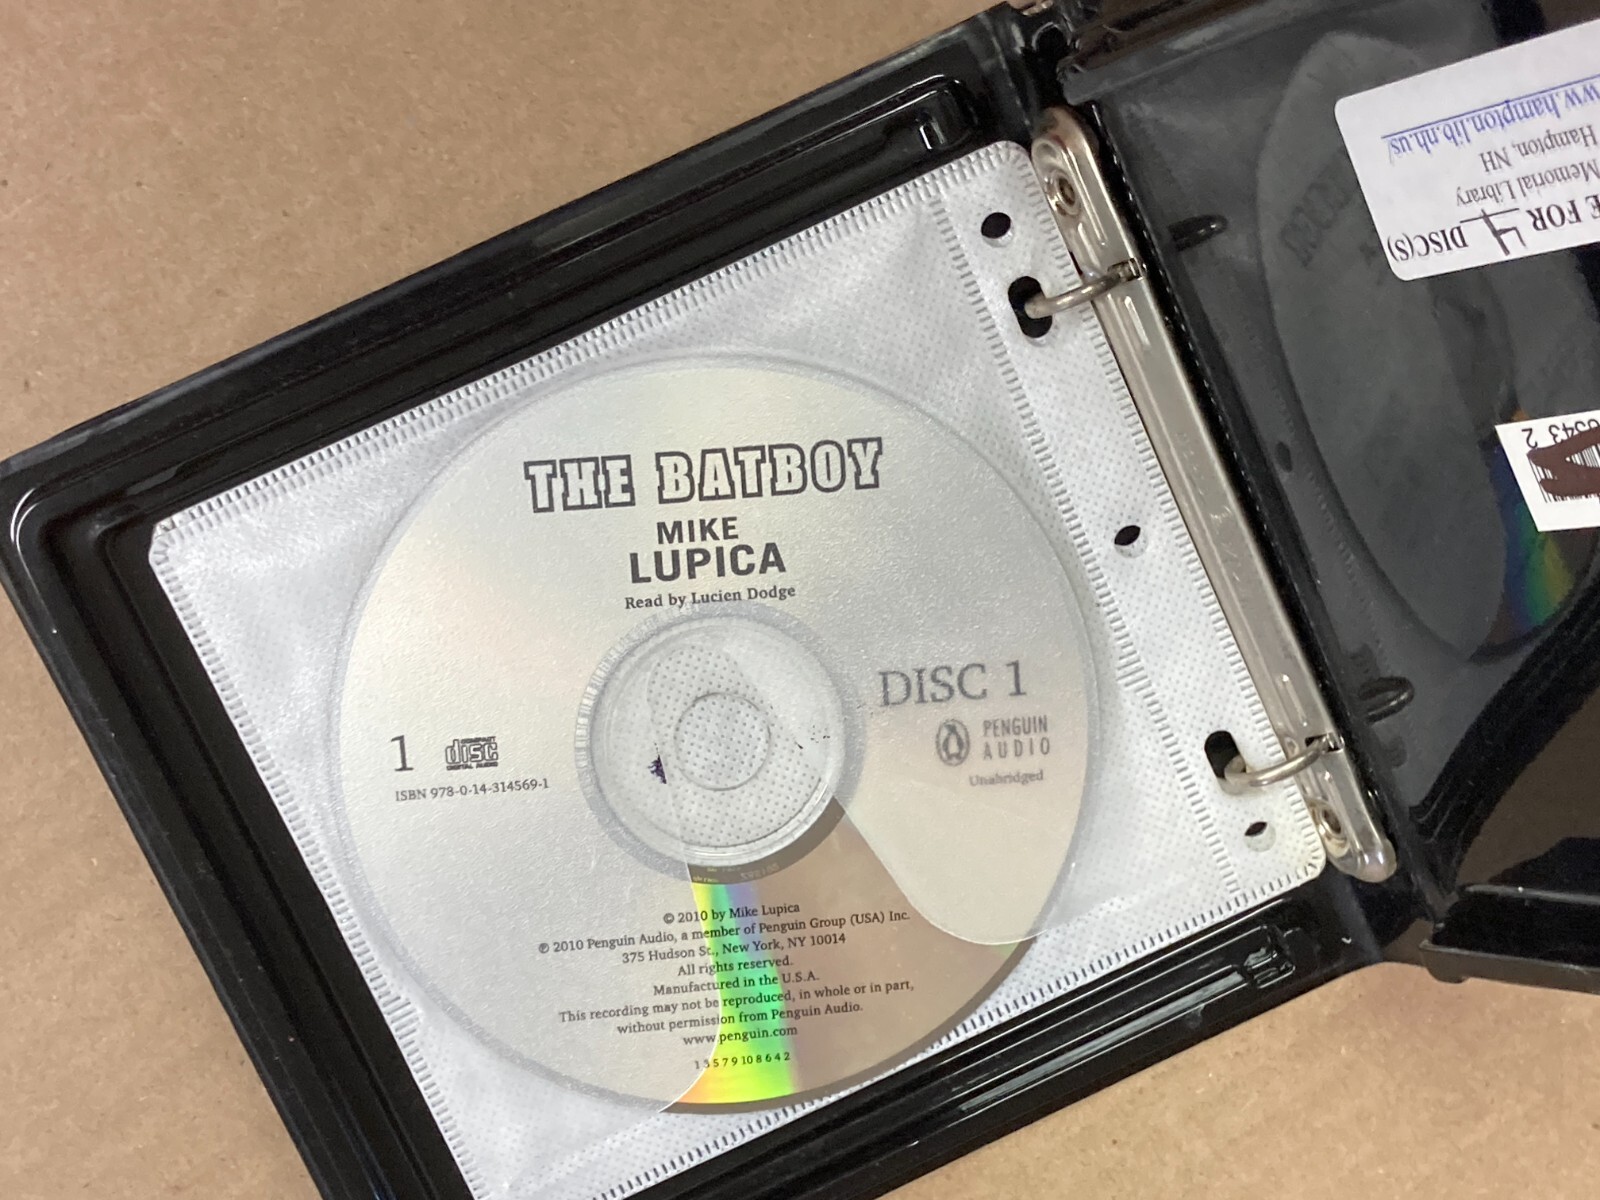 THE BATBOY
MIKE
LUPICA
Read by Lucien Dodge
DISC 1
PENGUIN
AUDIO
Unabridged
1
COMPACT
disc
DIGITAL AUDIO
ISBN 978-0-14-314569-1
© 2010 by Mike Lupica
℗ 2010 Penguin Audio, a member of Penguin Group (USA) Inc.
375 Hudson St., New York, NY 10014
All rights reserved.
Manufactured in the U.S.A.
This recording may not be reproduced, in whole or in part,
without permission from Penguin Audio.
www.penguin.com
1 3 5 7 9 10 8 6 4 2
E FOR 4 DISC(S)
Memorial Library
Hampton, NH
ww.hampton.lib.nh.us/